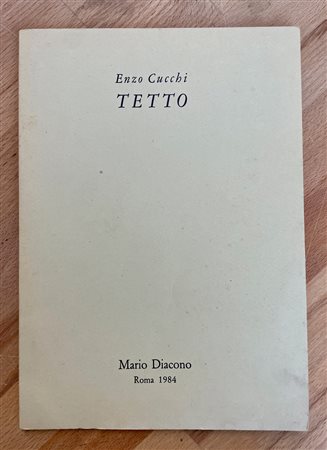 Enzo Cucchi
TETTO
Mario Diacono
Roma 1984